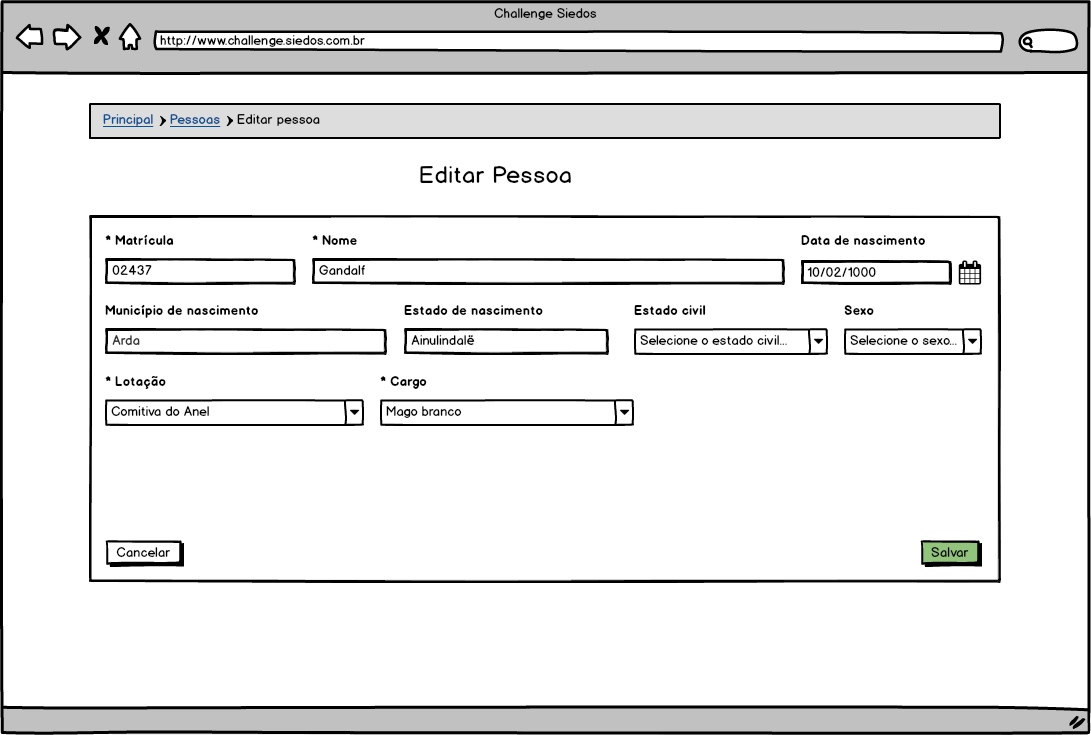 Challenge Siedos
http://www.challenge.siedos.com.br
Principal > Pessoas > Editar pessoa
Editar Pessoa
* Matrícula * Nome Data de nascimento
02437 Gandalf 10/02/1000
Município de nascimento Estado de nascimento Estado civil Sexo
Arda Ainulindalë Selecione o estado civil... Selecione o sexo...
* Lotação * Cargo
Comitiva do Anel Mago branco
Cancelar Salvar